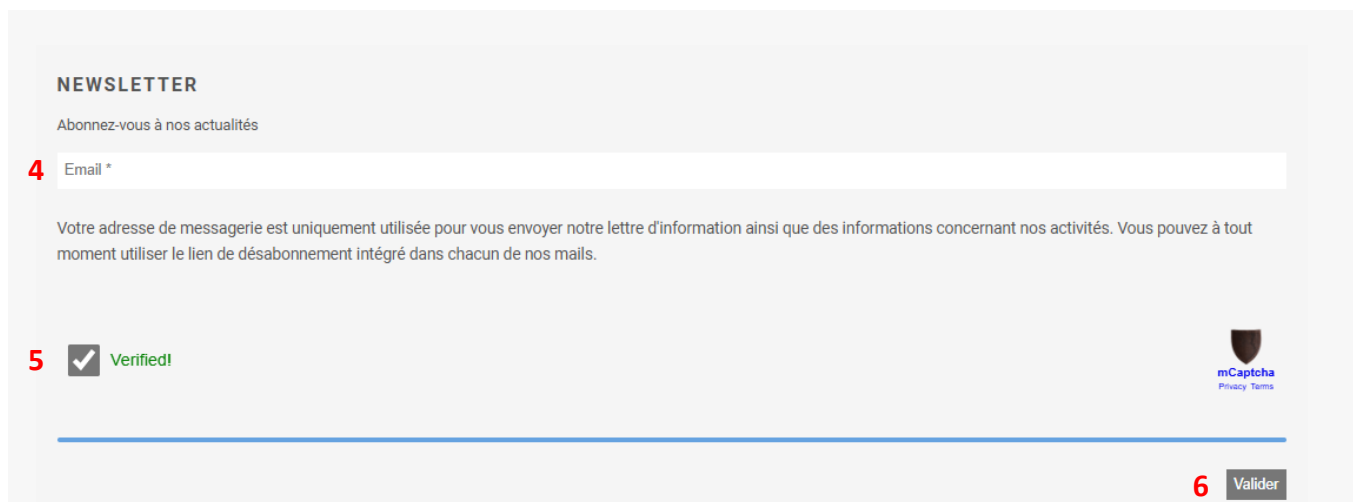 NEWSLETTER
Abonnez-vous à nos actualités
4 Email *
Votre adresse de messagerie est uniquement utilisée pour vous envoyer notre lettre d'information ainsi que des informations concernant nos activités. Vous pouvez à tout
moment utiliser le lien de désabonnement intégré dans chacun de nos mails.
5 Verified!
mCaptcha
Privacy Terms
6 Valider